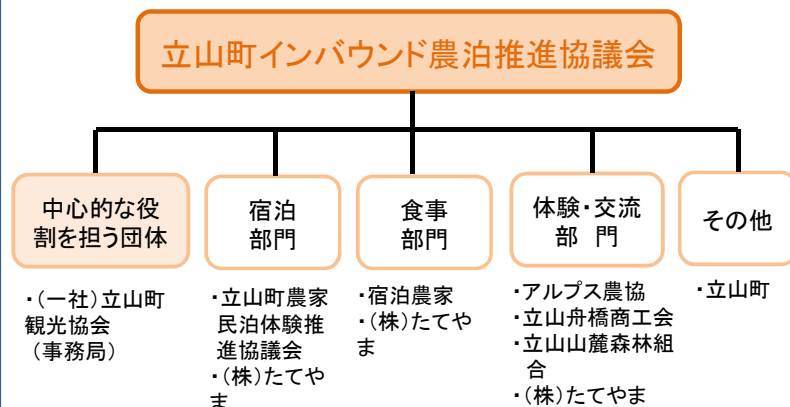 立山町インバウンド農泊推進協議会
中心的な役
割を担う団体
宿泊
部門
食事
部門
体験・交流
部 門
その他
・(一社)立山町
観光協会
(事務局)
・立山町農家
民泊体験推
進協議会
・(株)たてや
ま
・宿泊農家
・(株)たてや
ま
・アルプス農協
・立山舟橋商工会
・立山山麓森林組
合
・(株)たてやま
・立山町